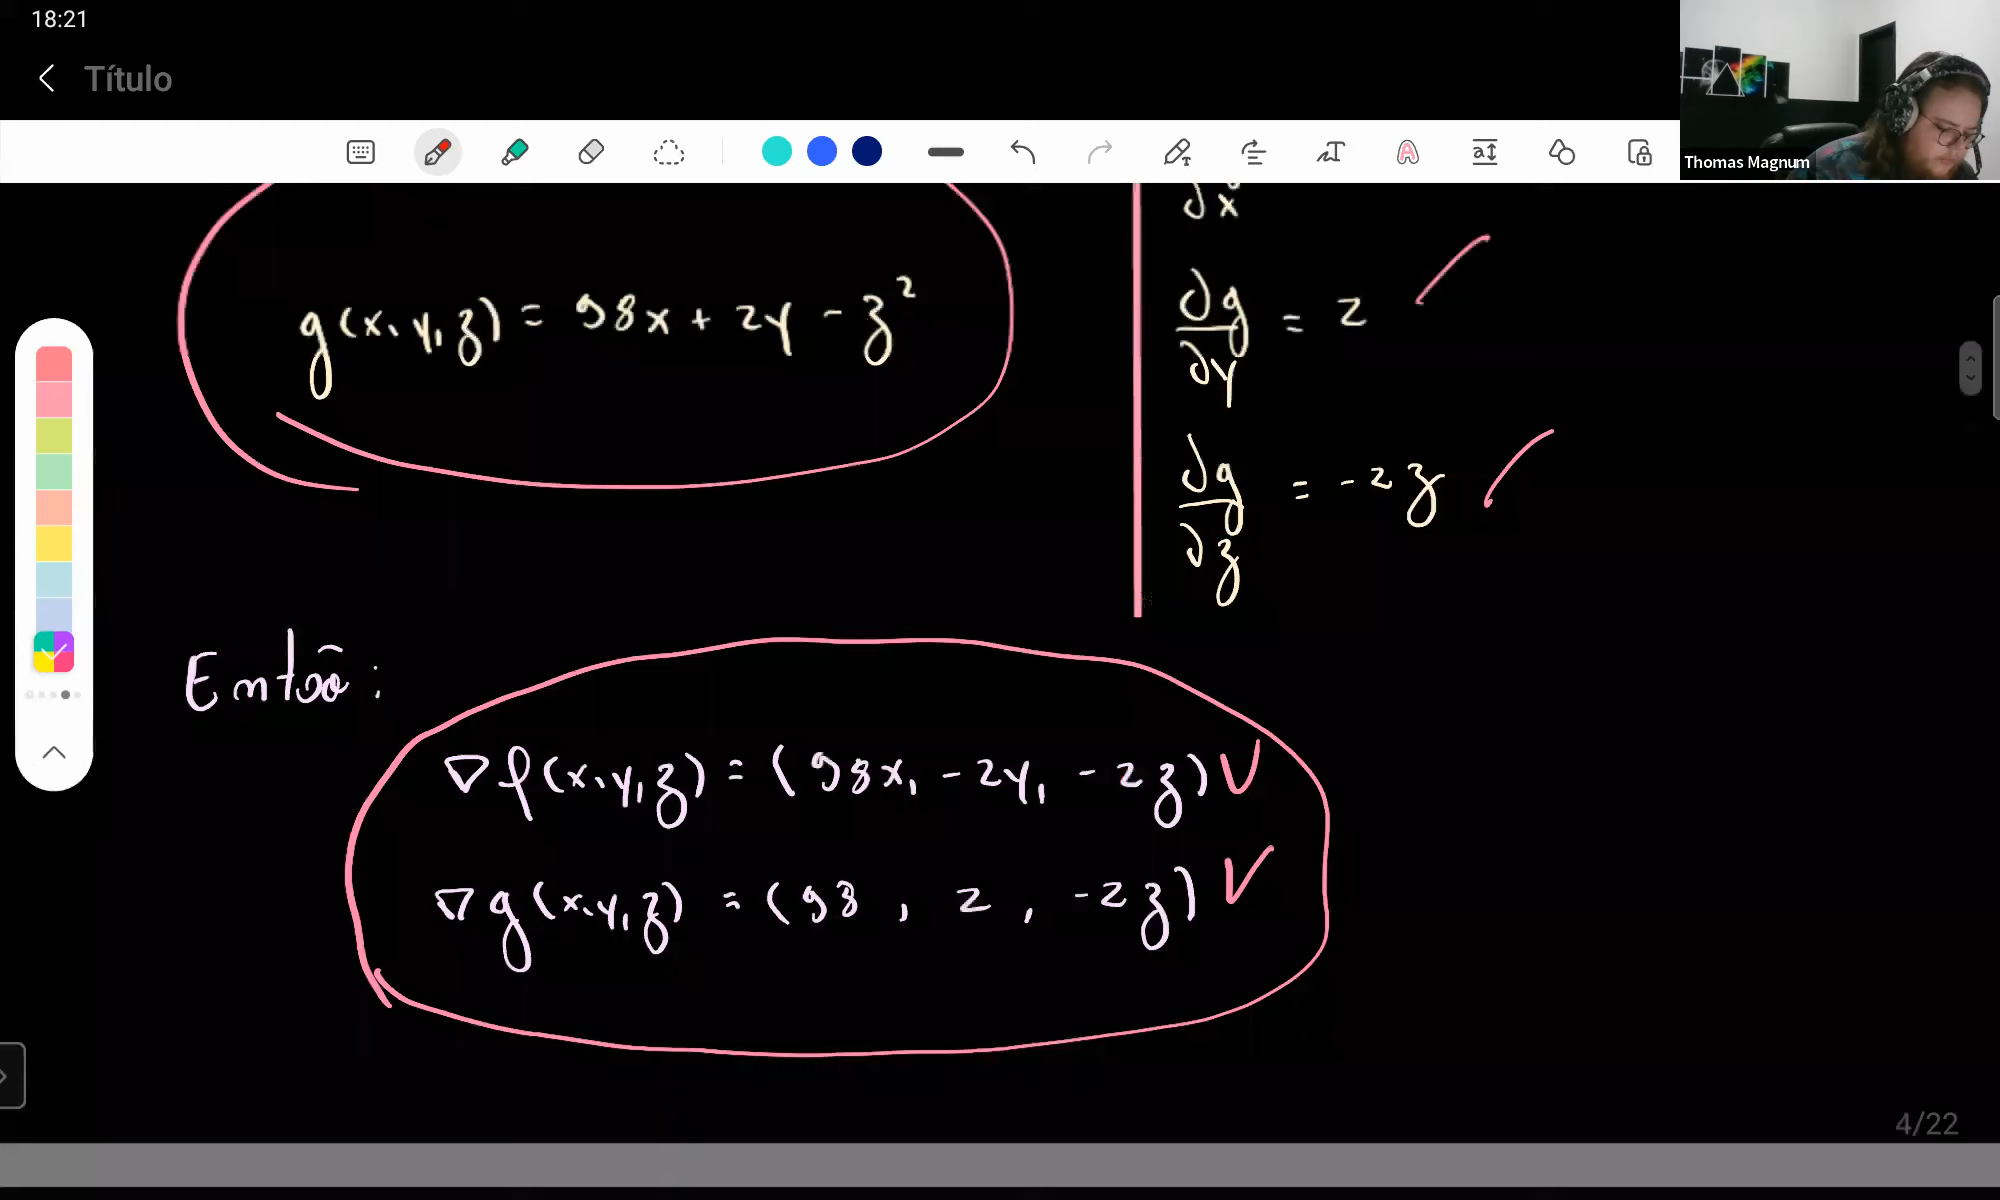 18:21
Título
Thomas Magnum
∂x
g(x,y,z) = 98x + 2y - z²
∂g/∂y = 2
∂g/∂z = -2z
Então:
∇f(x,y,z) = (98x, -2y, -2z)
∇g(x,y,z) = (98, 2, -2z)
4/22